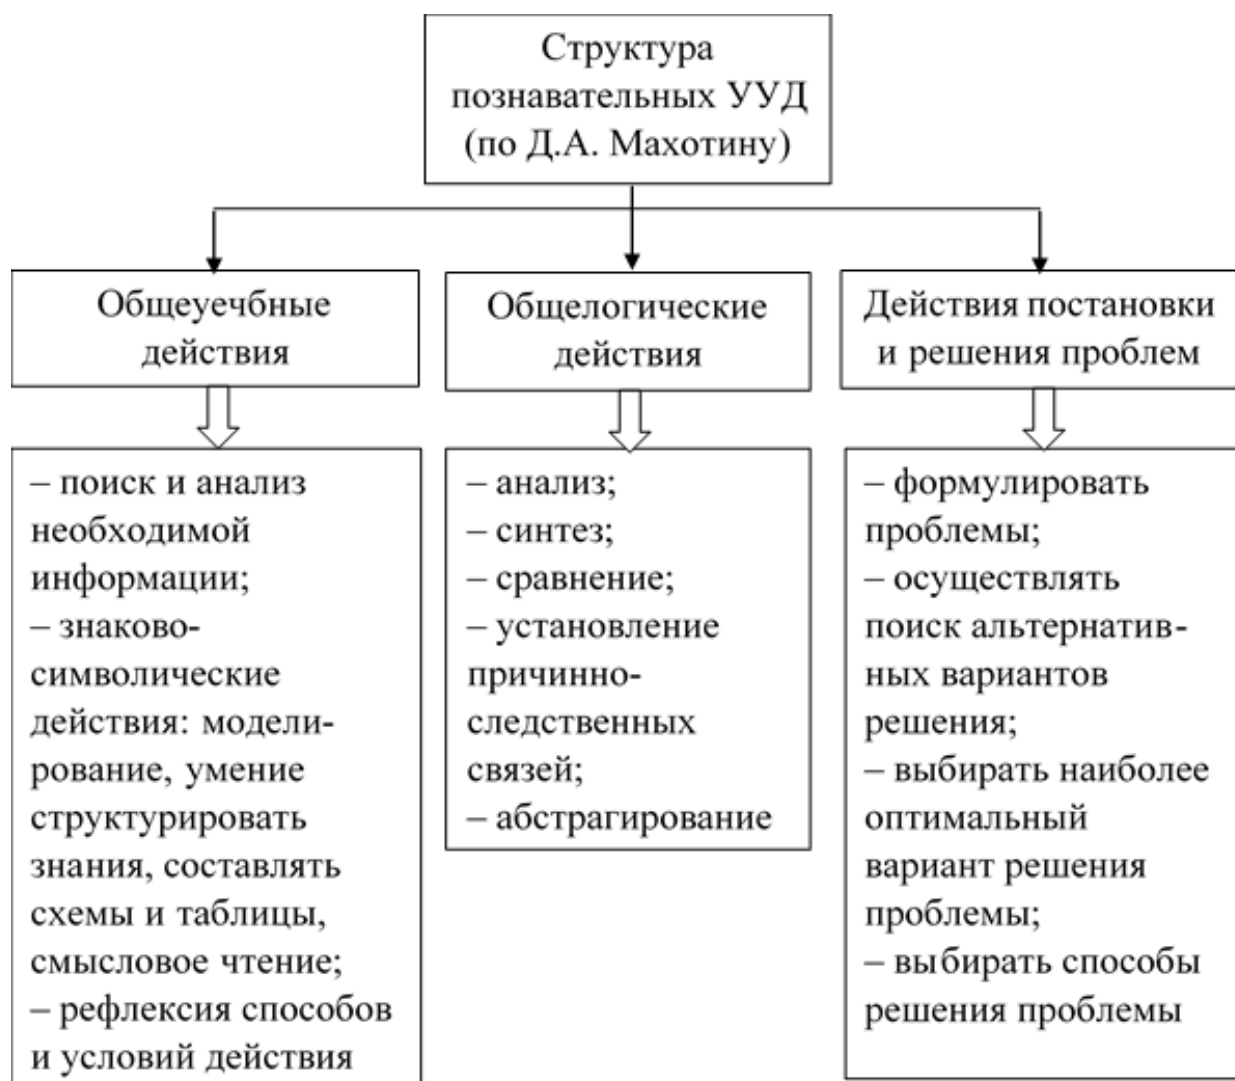 Структура
познавательных УУД
(по Д.А. Махотину)
Общеуечбные
действия
Общелогические
действия
Действия постановки
и решения проблем
– поиск и анализ
необходимой
информации;
– знаково-
символические
действия: модели-
рование, умение
структурировать
знания, составлять
схемы и таблицы,
смысловое чтение;
– рефлексия способов
и условий действия
– анализ;
– синтез;
– сравнение;
– установление
причинно-
следственных
связей;
– абстрагирование
– формулировать
проблемы;
– осуществлять
поиск альтернатив-
ных вариантов
решения;
– выбирать наиболее
оптимальный
вариант решения
проблемы;
– выбирать способы
решения проблемы